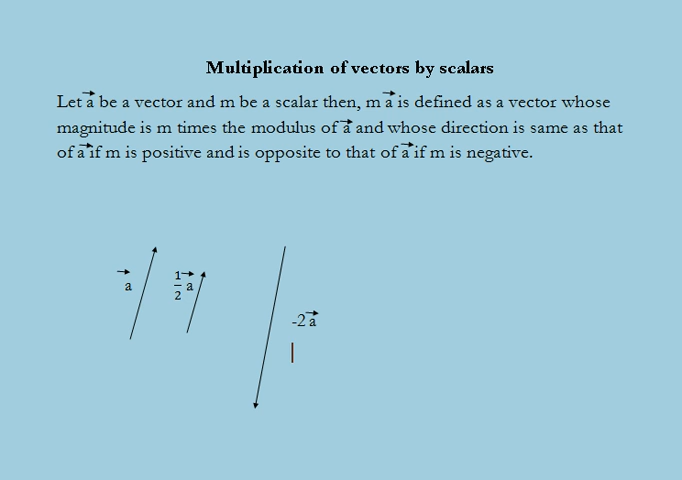 Multiplication of vectors by scalars
Let a⃗ be a vector and m be a scalar then, m a⃗ is defined as a vector whose
magnitude is m times the modulus of a⃗ and whose direction is same as that
of a⃗ if m is positive and is opposite to that of a⃗ if m is negative.
a⃗
1/2 a⃗
-2a⃗